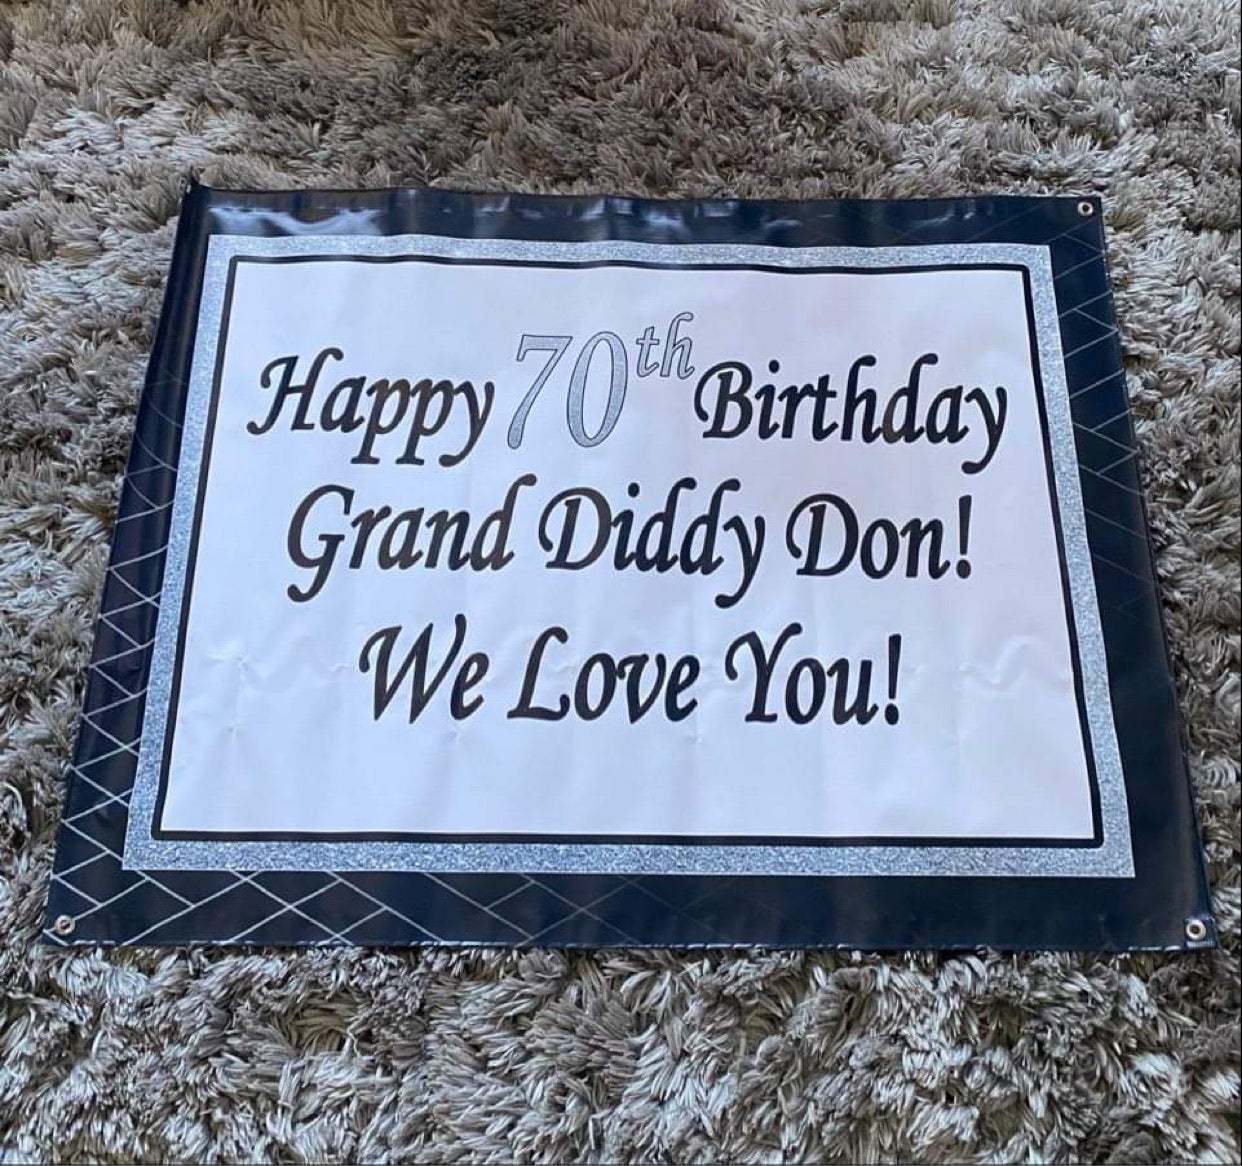 Happy 70th Birthday
Grand Diddy Don!
We Love You!